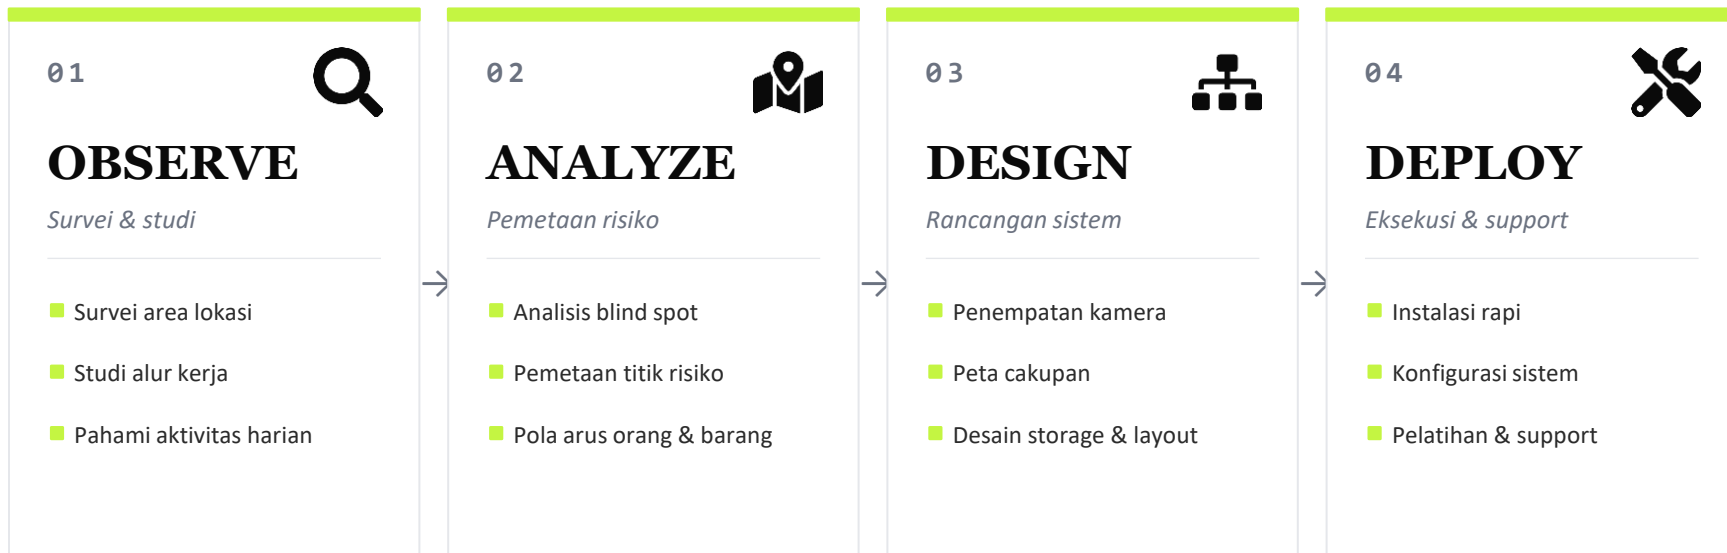 01
OBSERVE
Survei & studi
Survei area lokasi
Studi alur kerja
Pahami aktivitas harian
→
02
ANALYZE
Pemetaan risiko
Analisis blind spot
Pemetaan titik risiko
Pola arus orang & barang
→
03
DESIGN
Rancangan sistem
Penempatan kamera
Peta cakupan
Desain storage & layout
→
04
DEPLOY
Eksekusi & support
Instalasi rapi
Konfigurasi sistem
Pelatihan & support